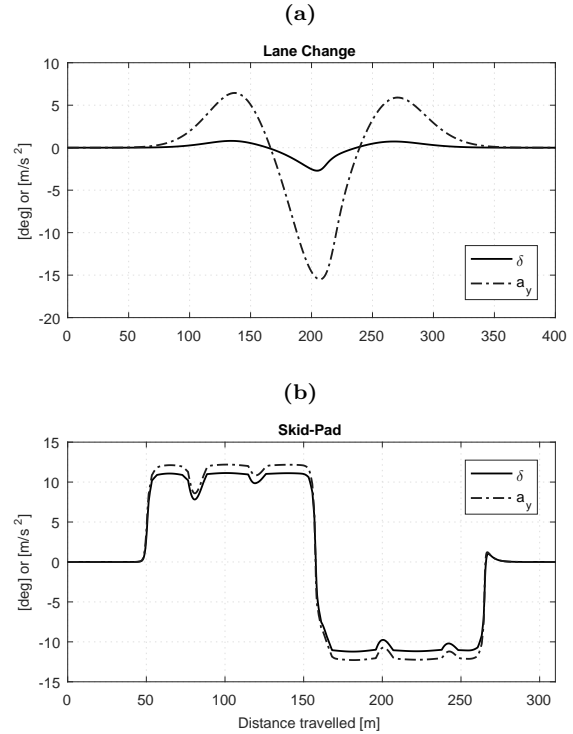 (a)
Lane Change
[deg] or [m/s²]
10
5
0
-5
-10
-15
-20
0 50 100 150 200 250 300 350 400
δ
a_y
(b)
Skid-Pad
[deg] or [m/s²]
15
10
5
0
-5
-10
-15
0 50 100 150 200 250 300
δ
a_y
Distance travelled [m]